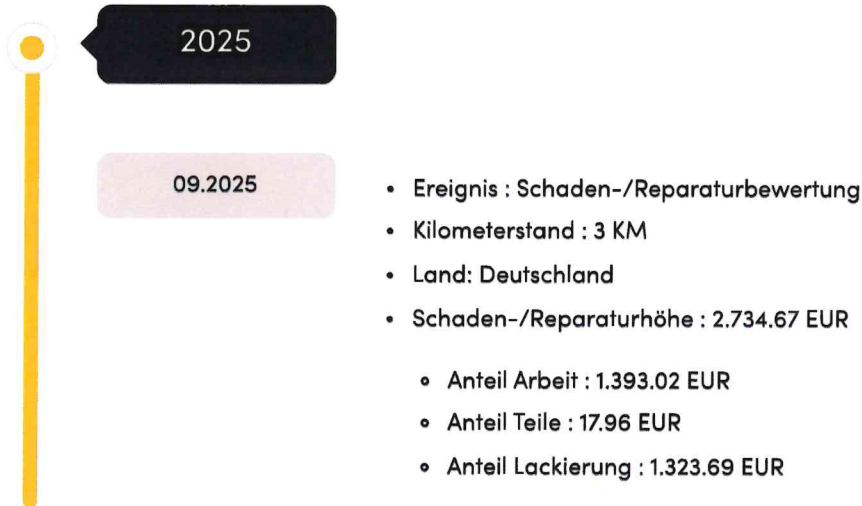 2025
09.2025
• Ereignis : Schaden-/Reparaturbewertung
• Kilometerstand : 3 KM
• Land: Deutschland
• Schaden-/Reparaturhöhe : 2.734.67 EUR
• Anteil Arbeit : 1.393.02 EUR
• Anteil Teile : 17.96 EUR
• Anteil Lackierung : 1.323.69 EUR